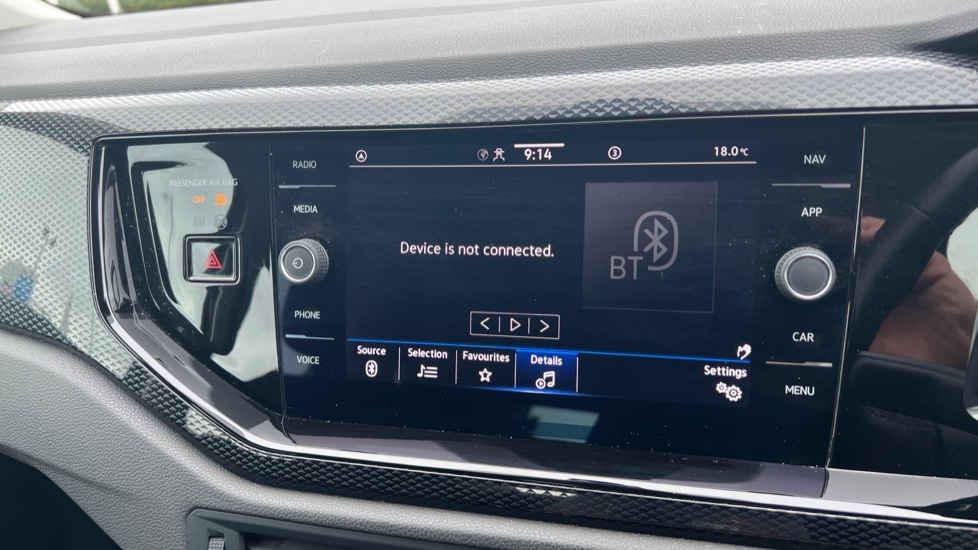 PASSENGER AIR BAG
OFF
RADIO
MEDIA
PHONE
VOICE
A
9:14
3
18.0°C
Device is not connected.
BT
Source
Selection
Favourites
Details
Settings
NAV
APP
CAR
MENU